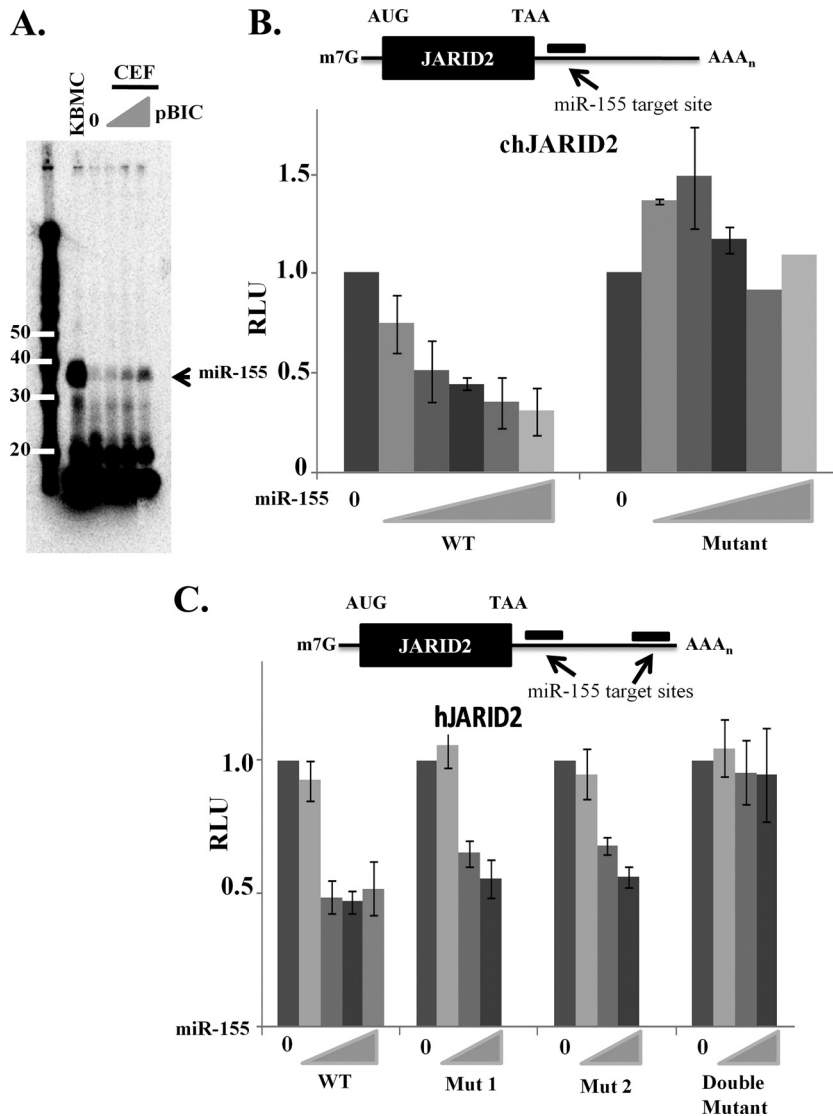 A.
KBMC
CEF
0
pBIC
50
40
30
20
miR-155
B.
AUG
TAA
m7G
JARID2
AAAn
miR-155 target site
chJARID2
RLU
1.5
1.0
0.5
0
miR-155
0
0
WT
Mutant
C.
AUG
TAA
m7G
JARID2
AAAn
miR-155 target sites
hJARID2
RLU
1.0
0.5
miR-155
0
0
0
0
WT
Mut 1
Mut 2
Double
Mutant